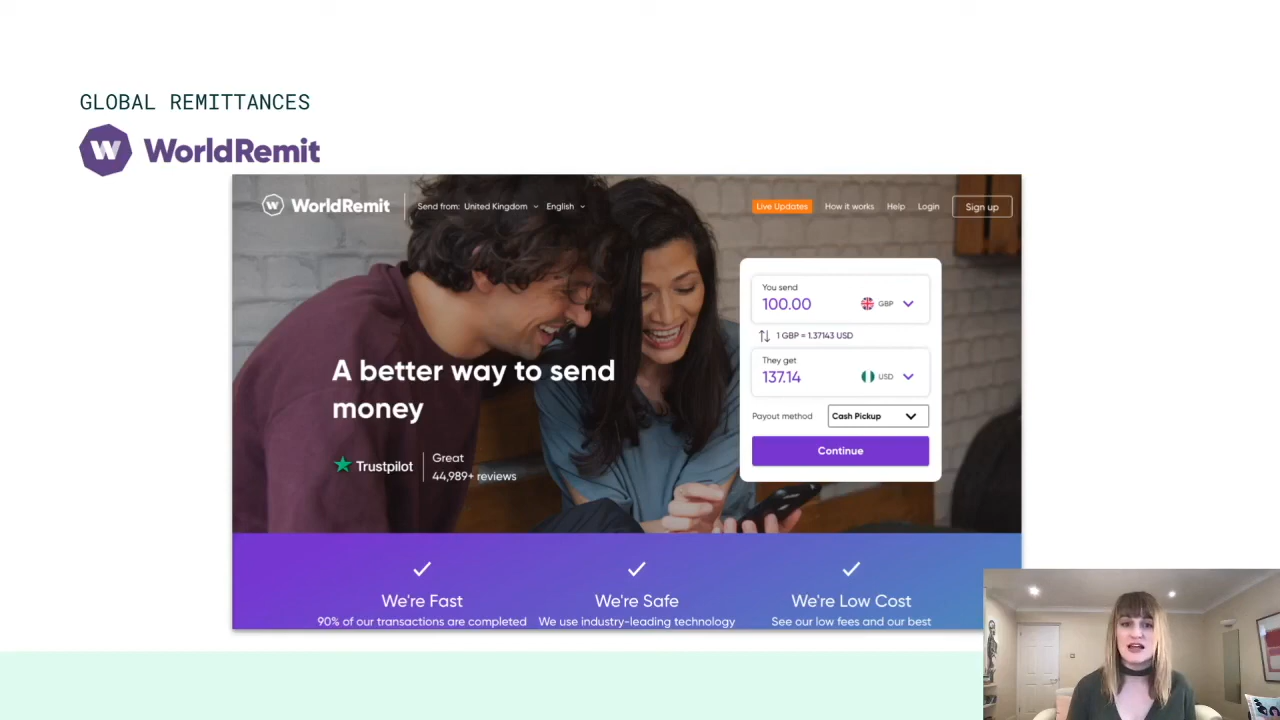 GLOBAL REMITTANCES
W WorldRemit
W WorldRemit Send from: United Kingdom English Live Updates How it works Help Login Sign up
You send
100.00 GBP
1 GBP = 1.37143 USD
They get
137.14 USD
Payout method Cash Pickup
Continue
A better way to send
money
Trustpilot Great
44,989+ reviews
We're Fast We're Safe We're Low Cost
90% of our transactions are completed We use industry-leading technology See our low fees and our best